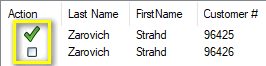 Action Last Name FirstName Customer #
Zarovich Strahd 96425
Zarovich Strahd 96426